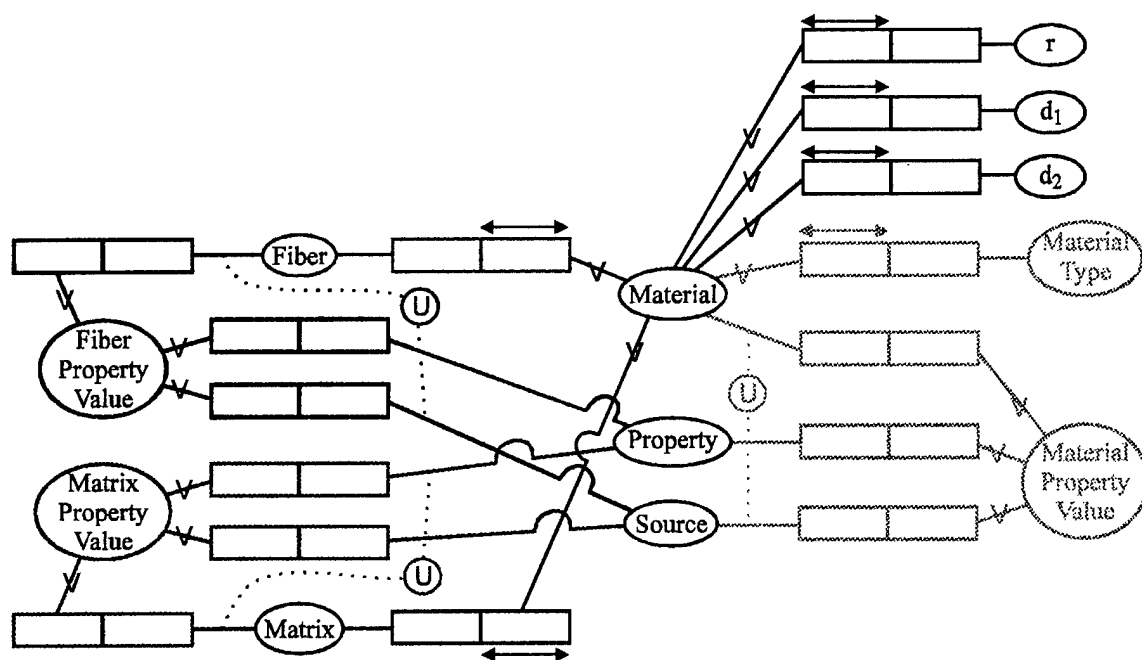 r
d₁
d₂
Fiber
Material
Type
U
Material
Fiber
Property
Value
U
Property
Material
Property
Value
Matrix
Property
Value
Source
U
Matrix